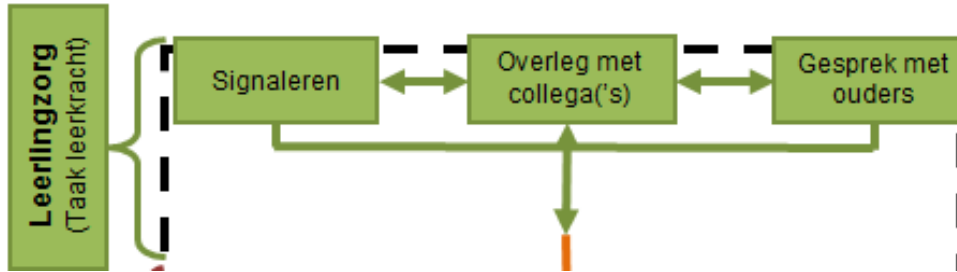 Leerlingzorg
(Taak leerkracht)
Signaleren
Overleg met
collega('s)
Gesprek met
ouders